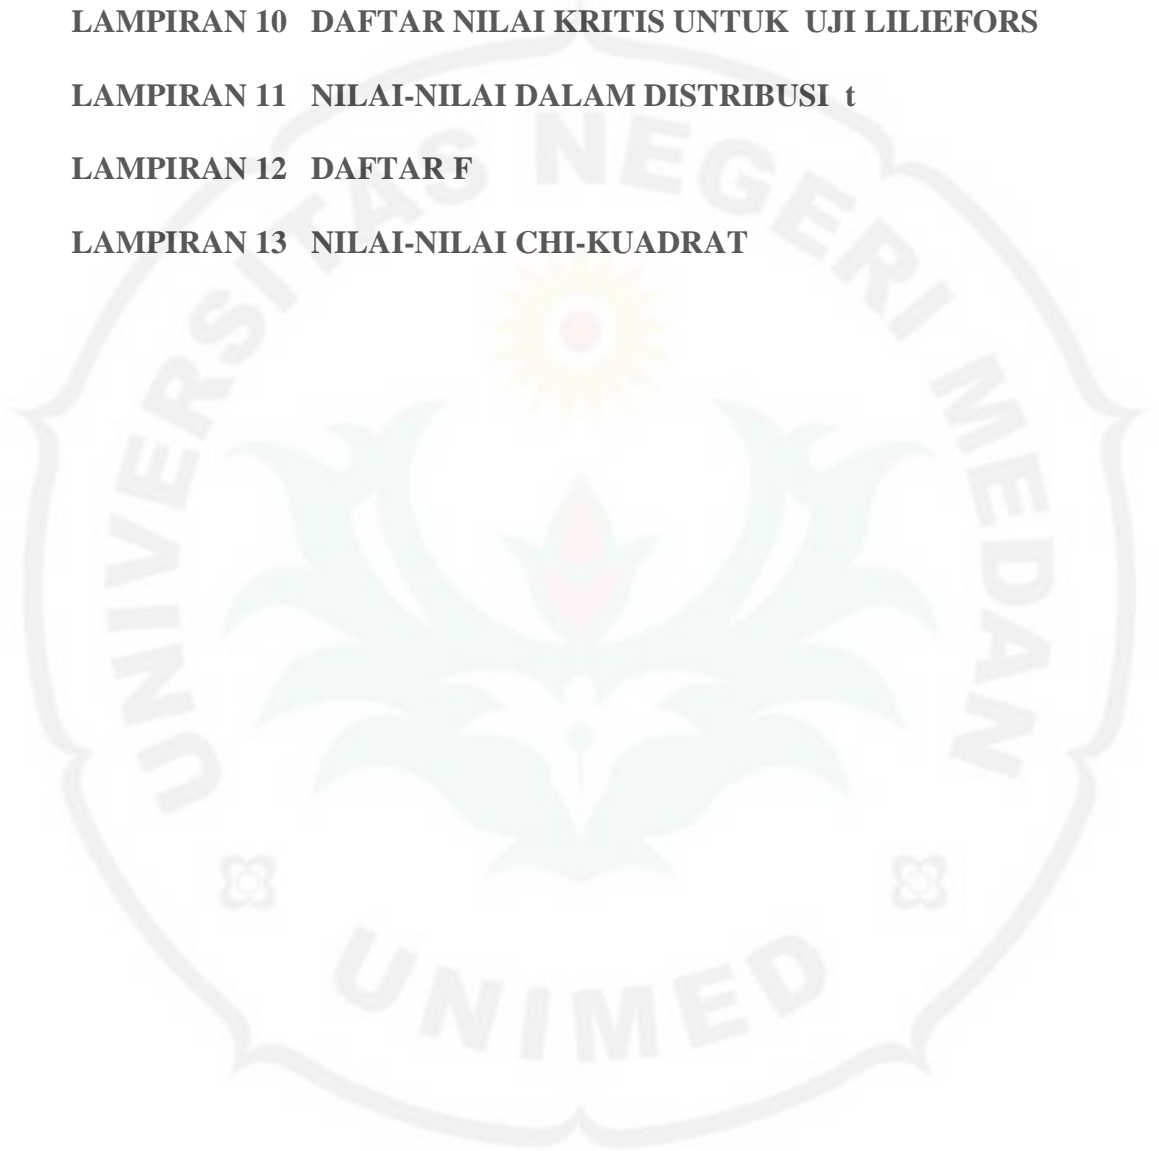 LAMPIRAN 10 DAFTAR NILAI KRITIS UNTUK UJI LILIEFORS
LAMPIRAN 11 NILAI-NILAI DALAM DISTRIBUSI t
LAMPIRAN 12 DAFTAR F
LAMPIRAN 13 NILAI-NILAI CHI-KUADRAT
UNIVERSITAS NEGERI MEDAN
UNIMED